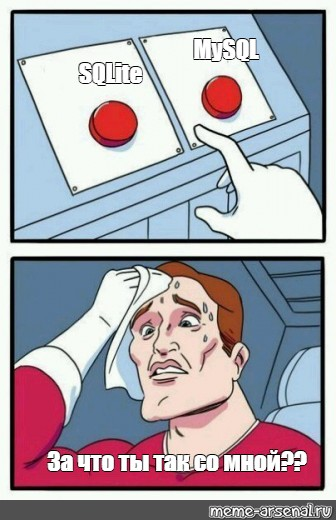 MySQL
SQLite
За что ты так со мной??
meme-arsenal.ru